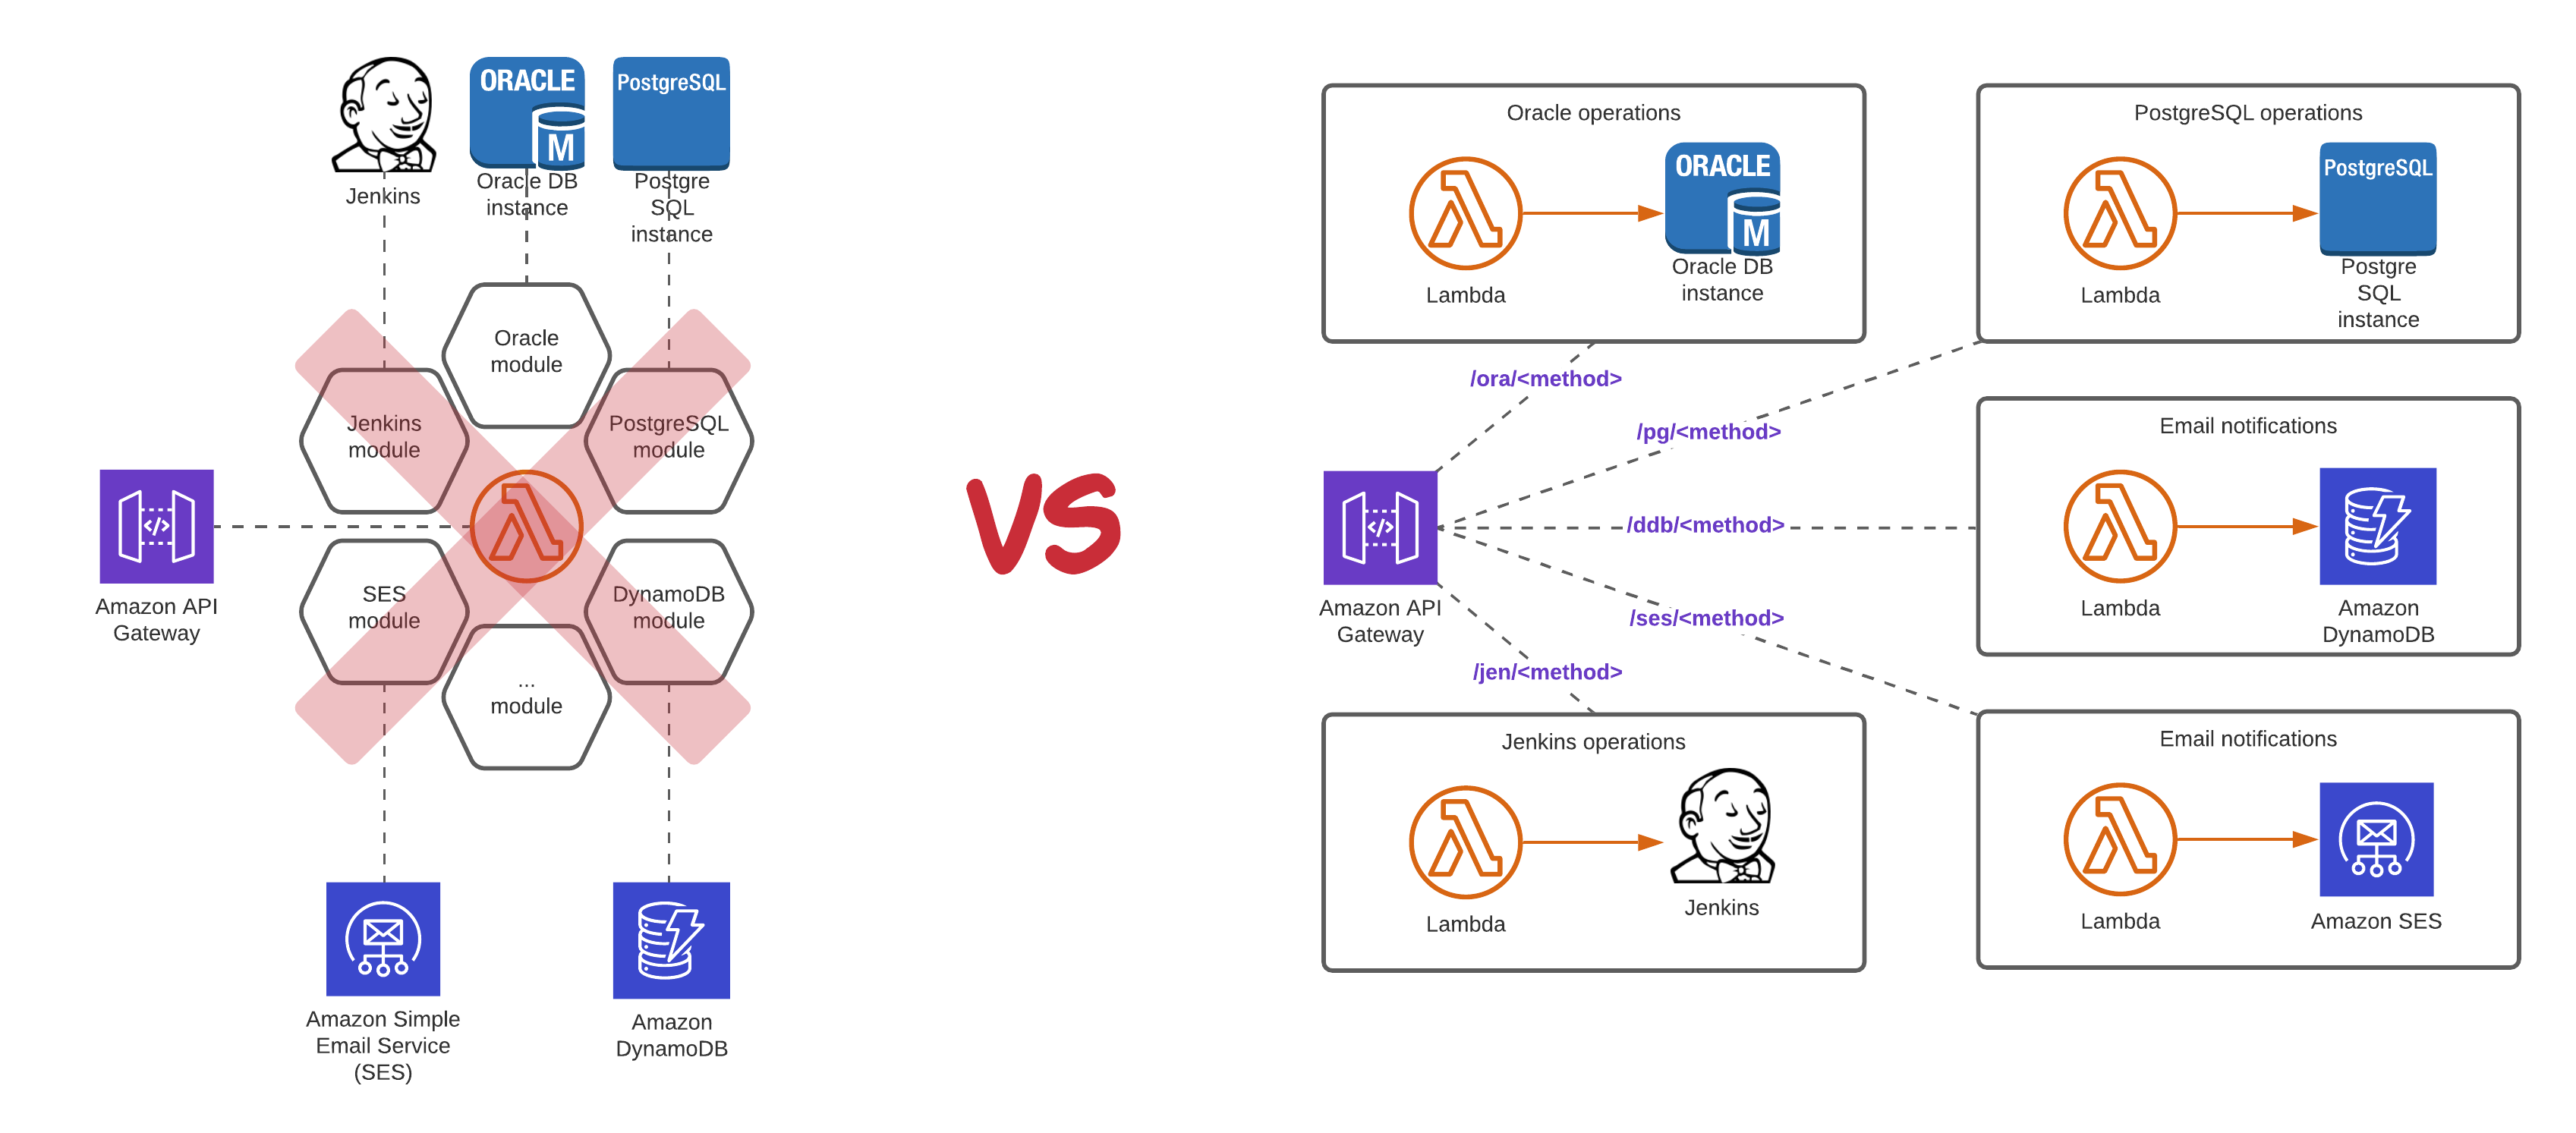 Jenkins
ORACLE
M
Oracle DB
instance
PostgreSQL
Postgre
SQL
instance
Oracle
module
Jenkins
module
PostgreSQL
module
</>
Amazon API
Gateway
SES
module
DynamoDB
module
...
module
Amazon Simple
Email Service
(SES)
Amazon
DynamoDB
VS
Oracle operations
Lambda
ORACLE
M
Oracle DB
instance
PostgreSQL operations
Lambda
PostgreSQL
Postgre
SQL
instance
/ora/<method>
/pg/<method>
/ddb/<method>
/ses/<method>
/jen/<method>
</>
Amazon API
Gateway
Email notifications
Lambda
Amazon
DynamoDB
Jenkins operations
Lambda
Jenkins
Email notifications
Lambda
Amazon SES